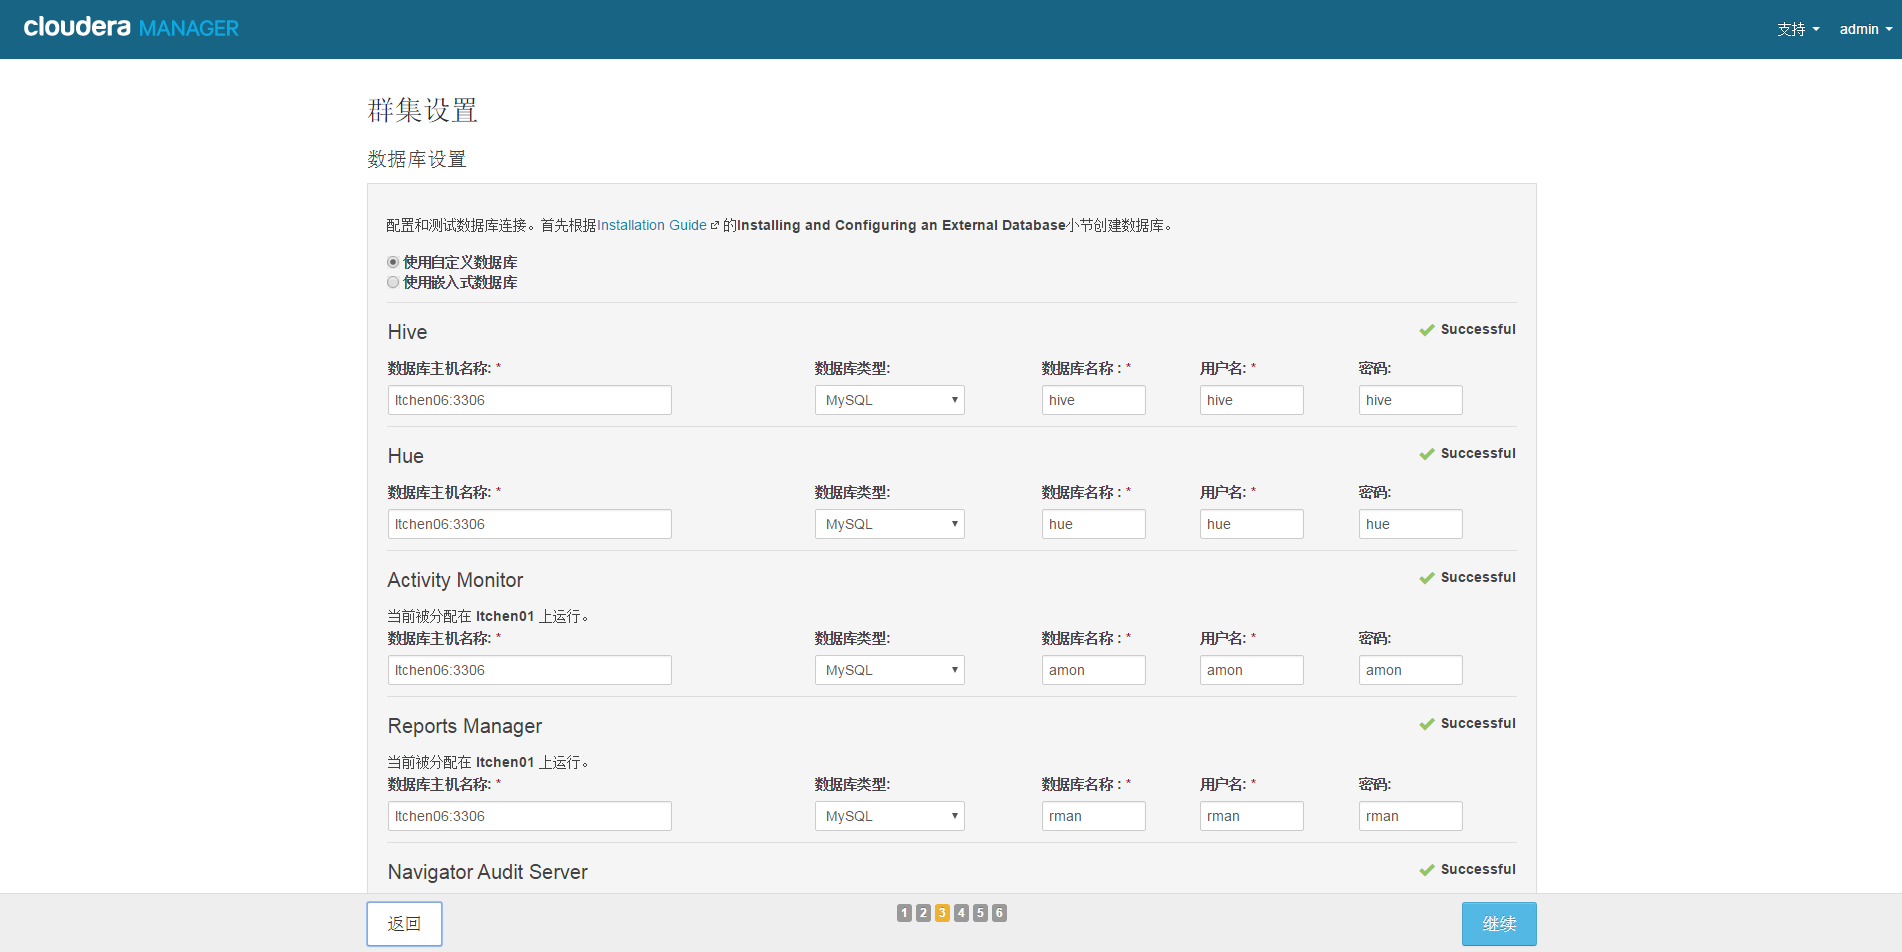 cloudera MANAGER
支持 admin
群集设置
数据库设置
配置和测试数据库连接。首先根据Installation Guide 的Installing and Configuring an External Database小节创建数据库。
使用自定义数据库
使用嵌入式数据库
Hive Successful
数据库主机名称: * 数据库类型: 数据库名称 : * 用户名: * 密码:
ltchen06:3306 MySQL hive hive hive
Hue Successful
数据库主机名称: * 数据库类型: 数据库名称 : * 用户名: * 密码:
ltchen06:3306 MySQL hue hue hue
Activity Monitor Successful
当前被分配在 ltchen01 上运行。
数据库主机名称: * 数据库类型: 数据库名称 : * 用户名: * 密码:
ltchen06:3306 MySQL amon amon amon
Reports Manager Successful
当前被分配在 ltchen01 上运行。
数据库主机名称: * 数据库类型: 数据库名称 : * 用户名: * 密码:
ltchen06:3306 MySQL rman rman rman
Navigator Audit Server Successful
返回 1 2 3 4 5 6 继续